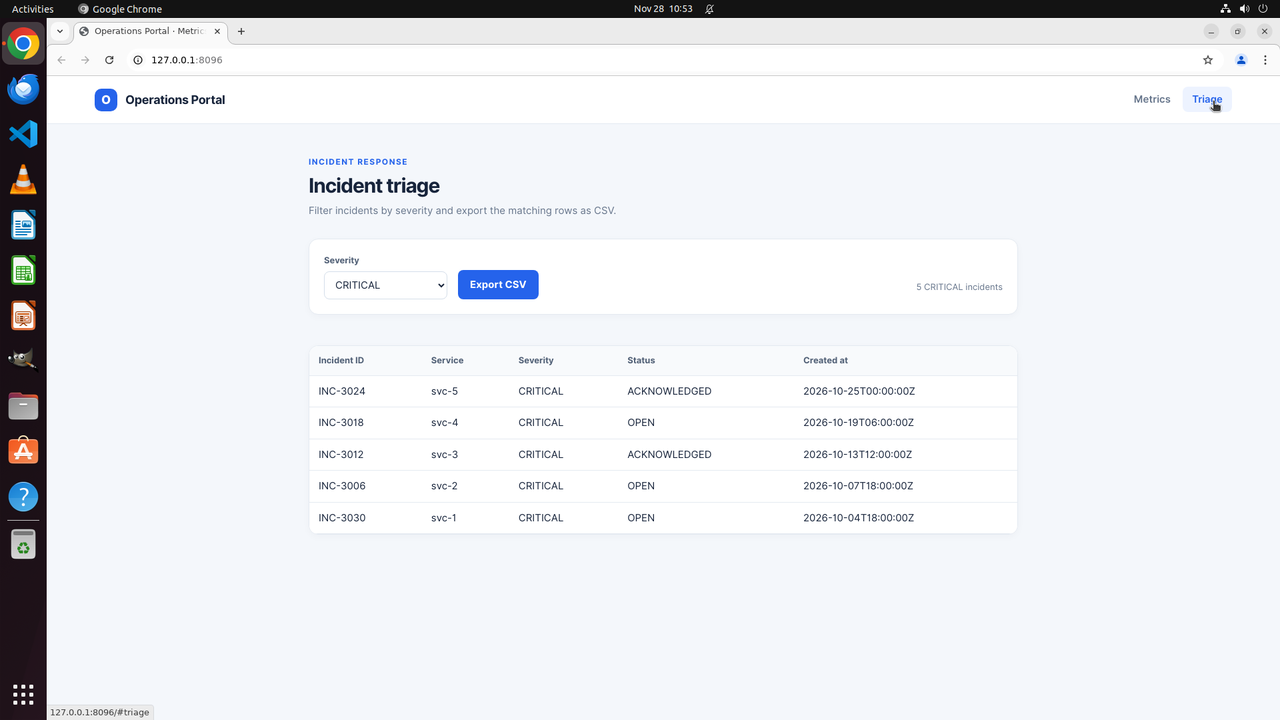 Activities
Google Chrome
Nov 28 10:53
Operations Portal · Metric
127.0.0.1:8096
O
Operations Portal
Metrics
Triage
INCIDENT RESPONSE
Incident triage
Filter incidents by severity and export the matching rows as CSV.
Severity
CRITICAL
Export CSV
5 CRITICAL incidents
Incident ID Service Severity Status Created at
INC-3024 svc-5 CRITICAL ACKNOWLEDGED 2026-10-25T00:00:00Z
INC-3018 svc-4 CRITICAL OPEN 2026-10-19T06:00:00Z
INC-3012 svc-3 CRITICAL ACKNOWLEDGED 2026-10-13T12:00:00Z
INC-3006 svc-2 CRITICAL OPEN 2026-10-07T18:00:00Z
INC-3030 svc-1 CRITICAL OPEN 2026-10-04T18:00:00Z
127.0.0.1:8096/#triage